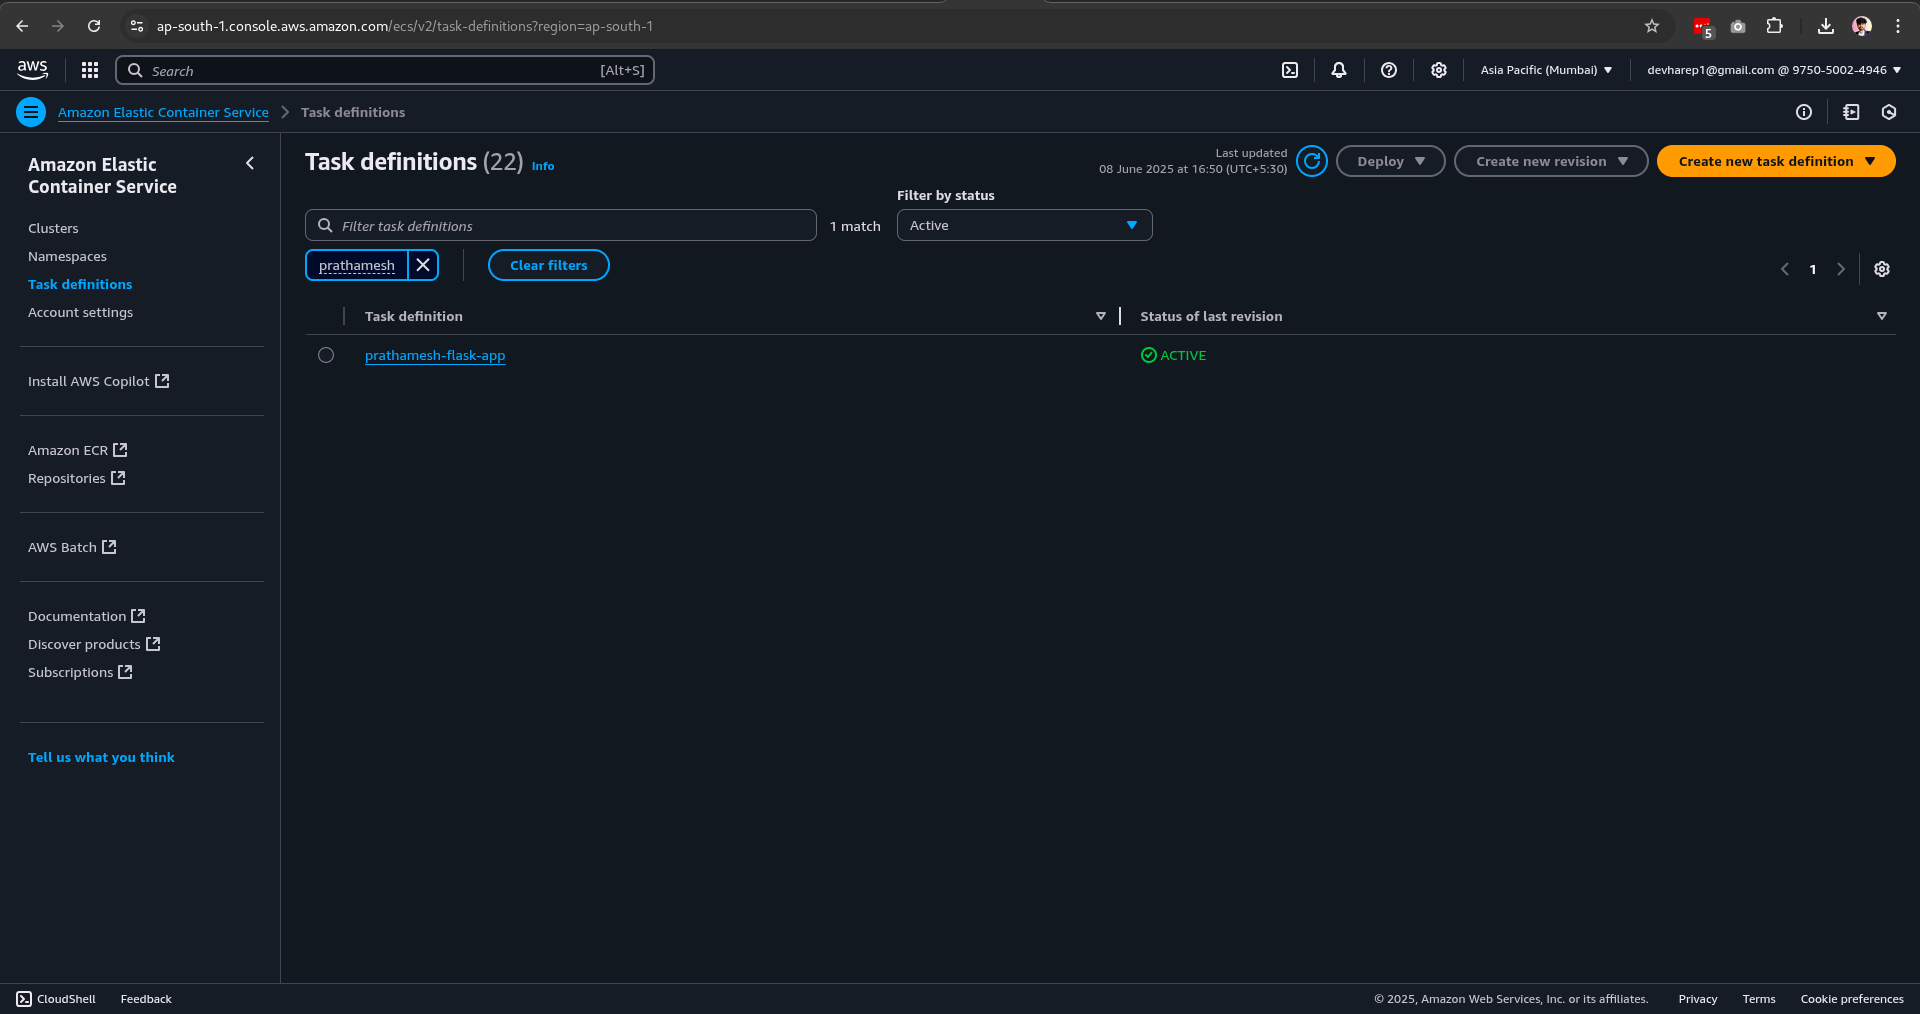 ap-south-1.console.aws.amazon.com/ecs/v2/task-definitions?region=ap-south-1
5
aws
Search
[Alt+S]
Asia Pacific (Mumbai)
devharep1@gmail.com @ 9750-5002-4946
Amazon Elastic Container Service
Task definitions
Amazon Elastic
Container Service
Clusters
Namespaces
Task definitions
Account settings
Install AWS Copilot
Amazon ECR
Repositories
AWS Batch
Documentation
Discover products
Subscriptions
Tell us what you think
Task definitions (22) Info
Last updated
08 June 2025 at 16:50 (UTC+5:30)
Deploy
Create new revision
Create new task definition
Filter by status
Filter task definitions
1 match
Active
prathamesh
Clear filters
1
Task definition
Status of last revision
prathamesh-flask-app
ACTIVE
CloudShell
Feedback
© 2025, Amazon Web Services, Inc. or its affiliates.
Privacy
Terms
Cookie preferences